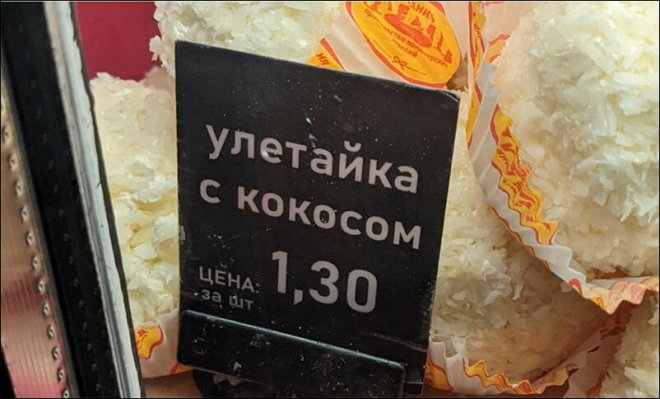 улетайка
с кокосом
ЦЕНА: 1,30
за шт